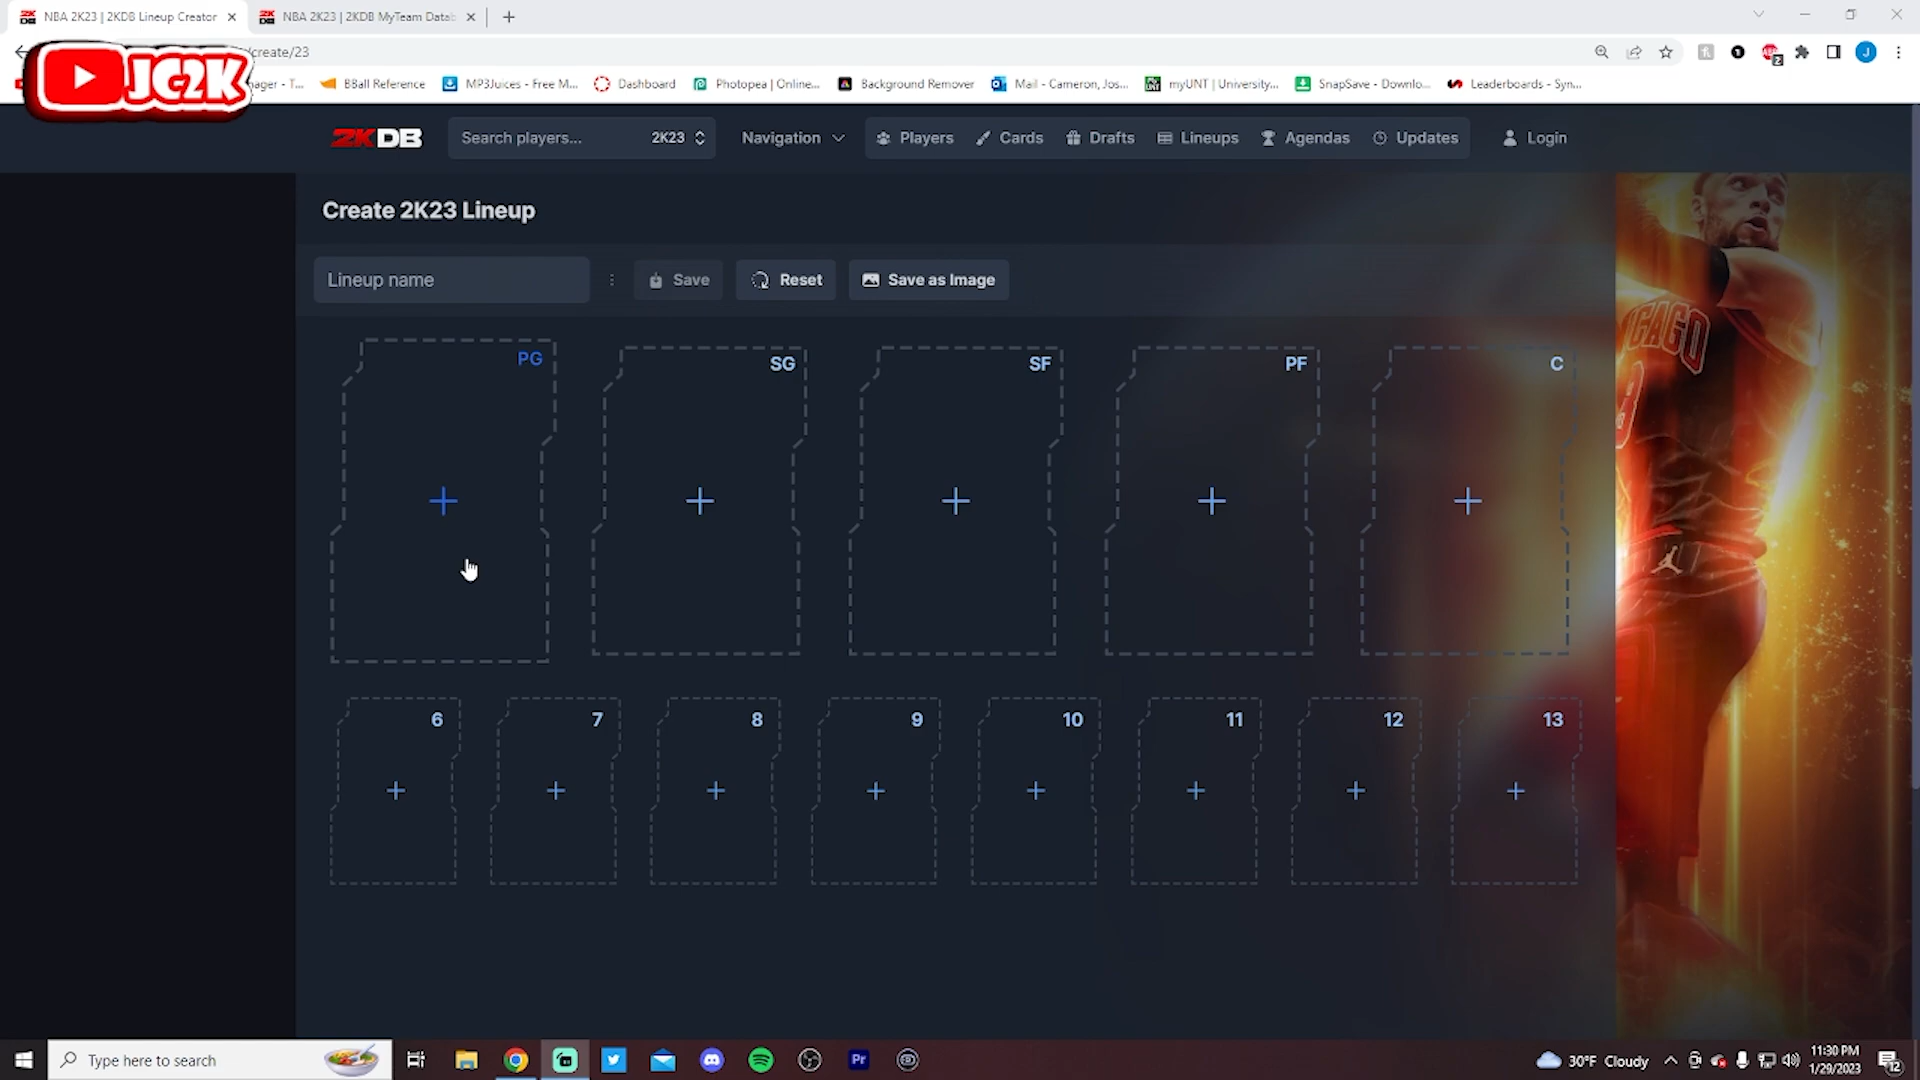 NBA 2K23 | 2KDB Lineup Creator
NBA 2K23 | 2KDB MyTeam Datab
/create/23
JC2K
nager - T...
BBall Reference
MP3Juices - Free M...
Dashboard
Photopea | Online...
Background Remover
Mail - Cameron, Jos...
myUNT | University...
SnapSave - Downlo...
Leaderboards - Syn...
2KDB
Search players...
2K23
Navigation
Players
Cards
Drafts
Lineups
Agendas
Updates
Login
Create 2K23 Lineup
Lineup name
Save
Reset
Save as Image
PG
SG
SF
PF
C
6
7
8
9
10
11
12
13
Type here to search
Pr
30°F Cloudy
11:30 PM
1/29/2023
12